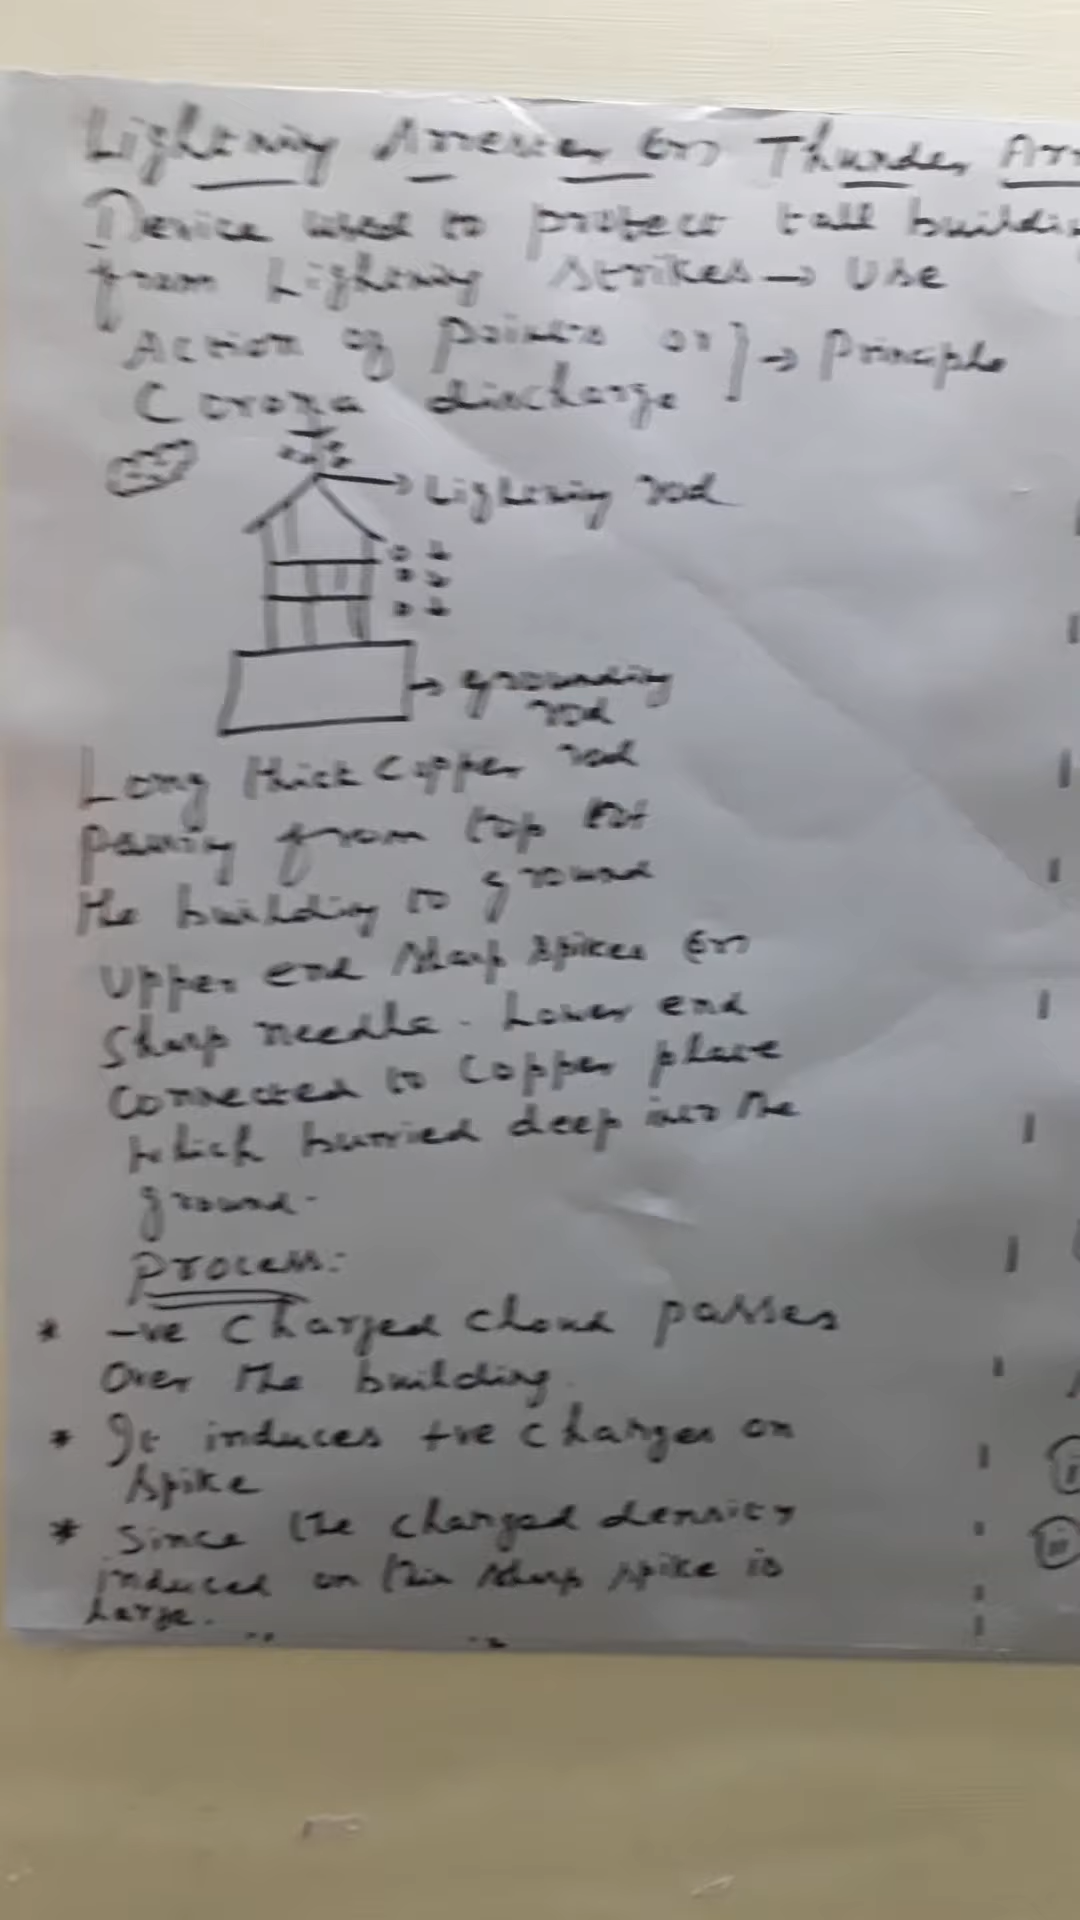 Lightning Arrester (or) Thunder Arr
Device used to protect tall buildin
from Lightning strikes → Use
Action of points or } → Principle
Corona discharge
→ Lightning rod
→ grounding
rod
Long thick copper rod
passing from top of
the building to ground
Upper end sharp spikes (or)
Sharp needle. Lower end
Connected to copper plate
which burried deep into the
ground.
Process:
* -ve charged cloud passes
over the building.
* It induces +ve charges on
spike
* Since the charged density
induced on this sharp spike is
large.